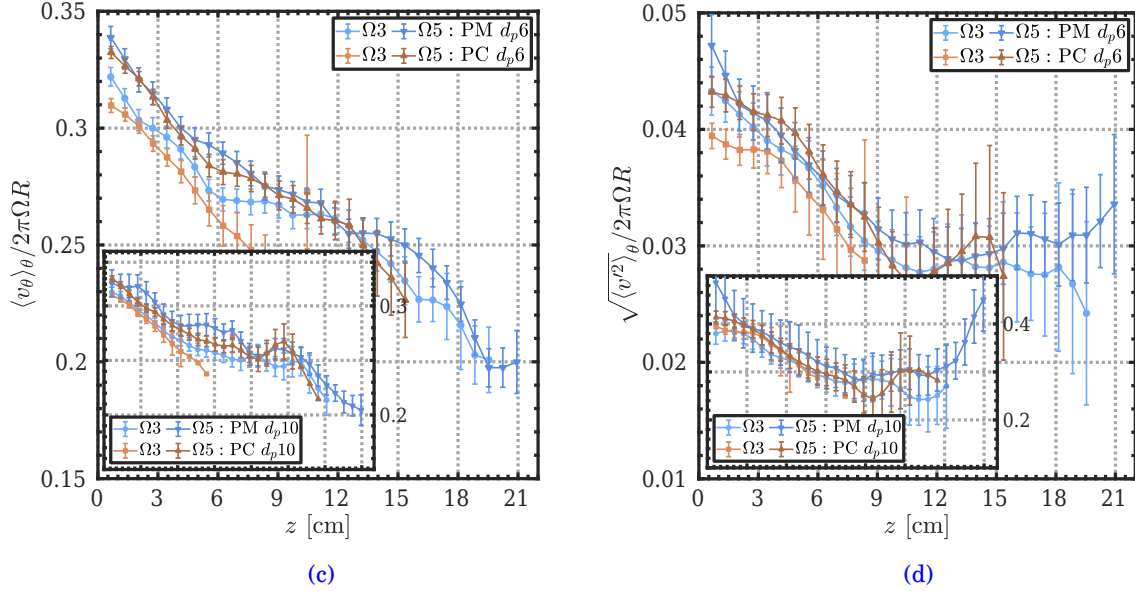 0.35
0.3
0.25
0.2
0.15
⟨v_θ⟩_θ/2πΩR
Ω3 Ω5 : PM d_p6
Ω3 Ω5 : PC d_p6
0.3
0.2
Ω3 Ω5 : PM d_p10
Ω3 Ω5 : PC d_p10
0 3 6 9 12 15 18 21
z [cm]
(c)
0.05
0.04
0.03
0.02
0.01
√⟨v'²⟩_θ/2πΩR
Ω3 Ω5 : PM d_p6
Ω3 Ω5 : PC d_p6
0.4
0.2
Ω3 Ω5 : PM d_p10
Ω3 Ω5 : PC d_p10
0 3 6 9 12 15 18 21
z [cm]
(d)